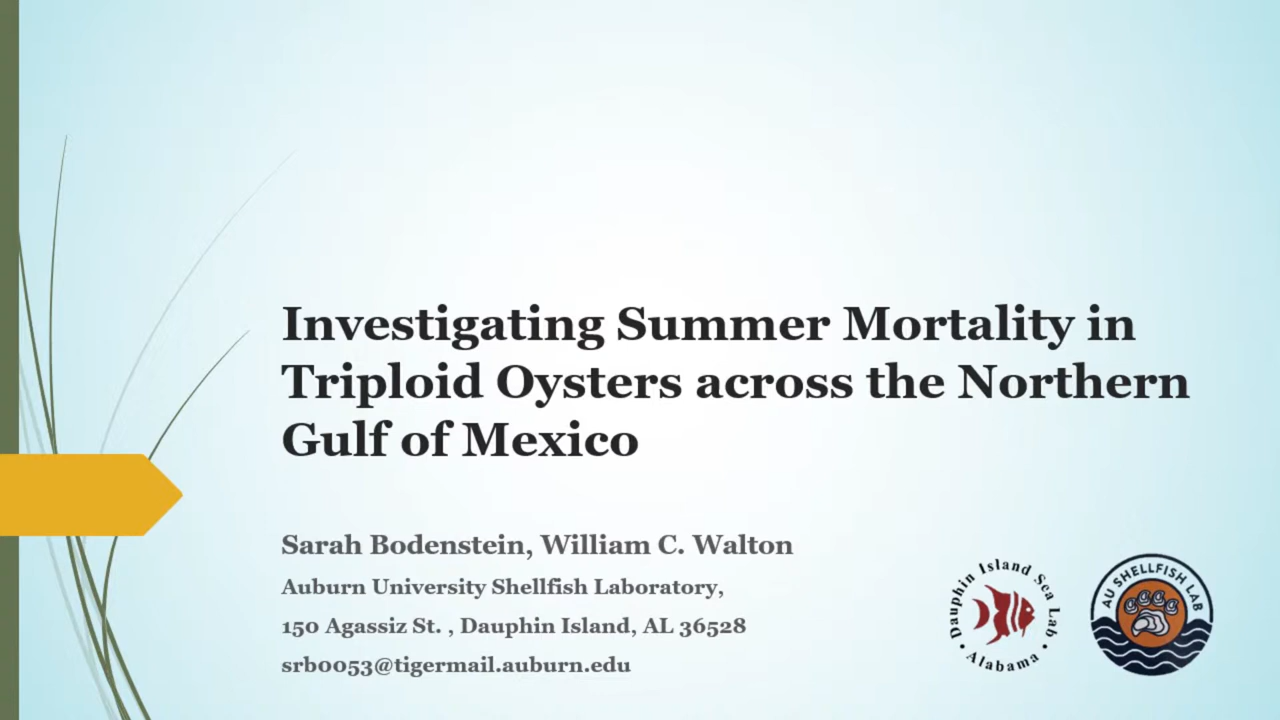 Investigating Summer Mortality in
Triploid Oysters across the Northern
Gulf of Mexico
Sarah Bodenstein, William C. Walton
Auburn University Shellfish Laboratory,
150 Agassiz St. , Dauphin Island, AL 36528
srb0053@tigermail.auburn.edu
Dauphin Island Sea Lab
• Alabama •
AU SHELLFISH LAB